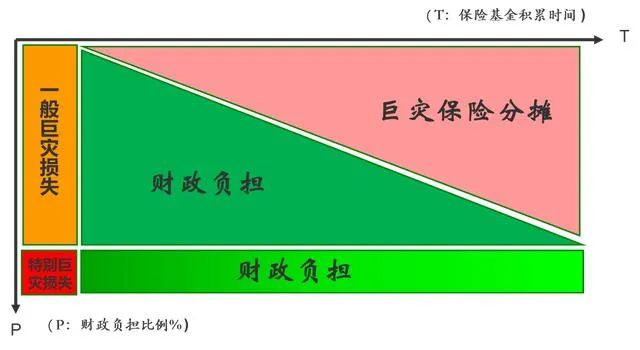 (T：保险基金积累时间)
T
一般巨灾损失
巨灾保险分摊
财政负担
特别巨
灾损失
财政负担
P
(P：财政负担比例%)